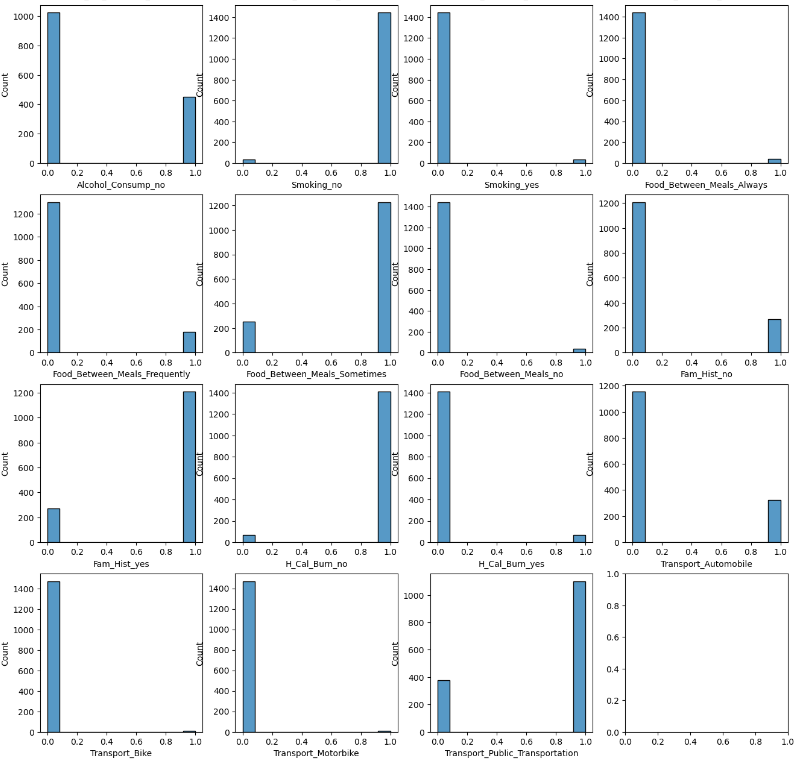 1000
800
600
400
200
0
Count
0.0 0.2 0.4 0.6 0.8 1.0
Alcohol_Consump_no
1400
1200
1000
800
600
400
200
0
Count
0.0 0.2 0.4 0.6 0.8 1.0
Smoking_no
1400
1200
1000
800
600
400
200
0
Count
0.0 0.2 0.4 0.6 0.8 1.0
Smoking_yes
1400
1200
1000
800
600
400
200
0
Count
0.0 0.2 0.4 0.6 0.8 1.0
Food_Between_Meals_Always
1200
1000
800
600
400
200
0
Count
0.0 0.2 0.4 0.6 0.8 1.0
Food_Between_Meals_Frequently
1200
1000
800
600
400
200
0
Count
0.0 0.2 0.4 0.6 0.8 1.0
Food_Between_Meals_Sometimes
1400
1200
1000
800
600
400
200
0
Count
0.0 0.2 0.4 0.6 0.8 1.0
Food_Between_Meals_no
1200
1000
800
600
400
200
0
Count
0.0 0.2 0.4 0.6 0.8 1.0
Fam_Hist_no
1200
1000
800
600
400
200
0
Count
0.0 0.2 0.4 0.6 0.8 1.0
Fam_Hist_yes
1400
1200
1000
800
600
400
200
0
Count
0.0 0.2 0.4 0.6 0.8 1.0
H_Cal_Burn_no
1400
1200
1000
800
600
400
200
0
Count
0.0 0.2 0.4 0.6 0.8 1.0
H_Cal_Burn_yes
1200
1000
800
600
400
200
0
Count
0.0 0.2 0.4 0.6 0.8 1.0
Transport_Automobile
1400
1200
1000
800
600
400
200
0
Count
0.0 0.2 0.4 0.6 0.8 1.0
Transport_Bike
1400
1200
1000
800
600
400
200
0
Count
0.0 0.2 0.4 0.6 0.8 1.0
Transport_Motorbike
1000
800
600
400
200
0
Count
0.0 0.2 0.4 0.6 0.8 1.0
Transport_Public_Transportation
1.0
0.8
0.6
0.4
0.2
0.0
0.0 0.2 0.4 0.6 0.8 1.0